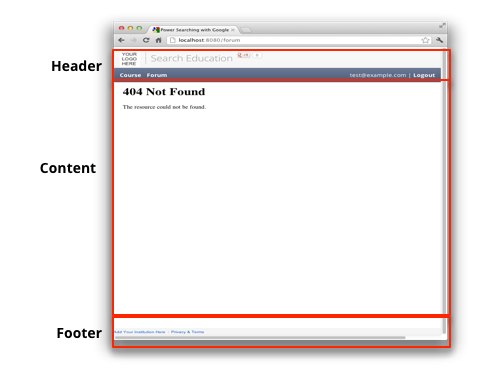 Power Searching with Google
localhost:8080/forum
YOUR
LOGO
HERE
Search Education
Header
Course Forum
test@example.com | Logout
404 Not Found
The resource could not be found.
Content
Footer
Add Your Institution Here - Privacy & Terms